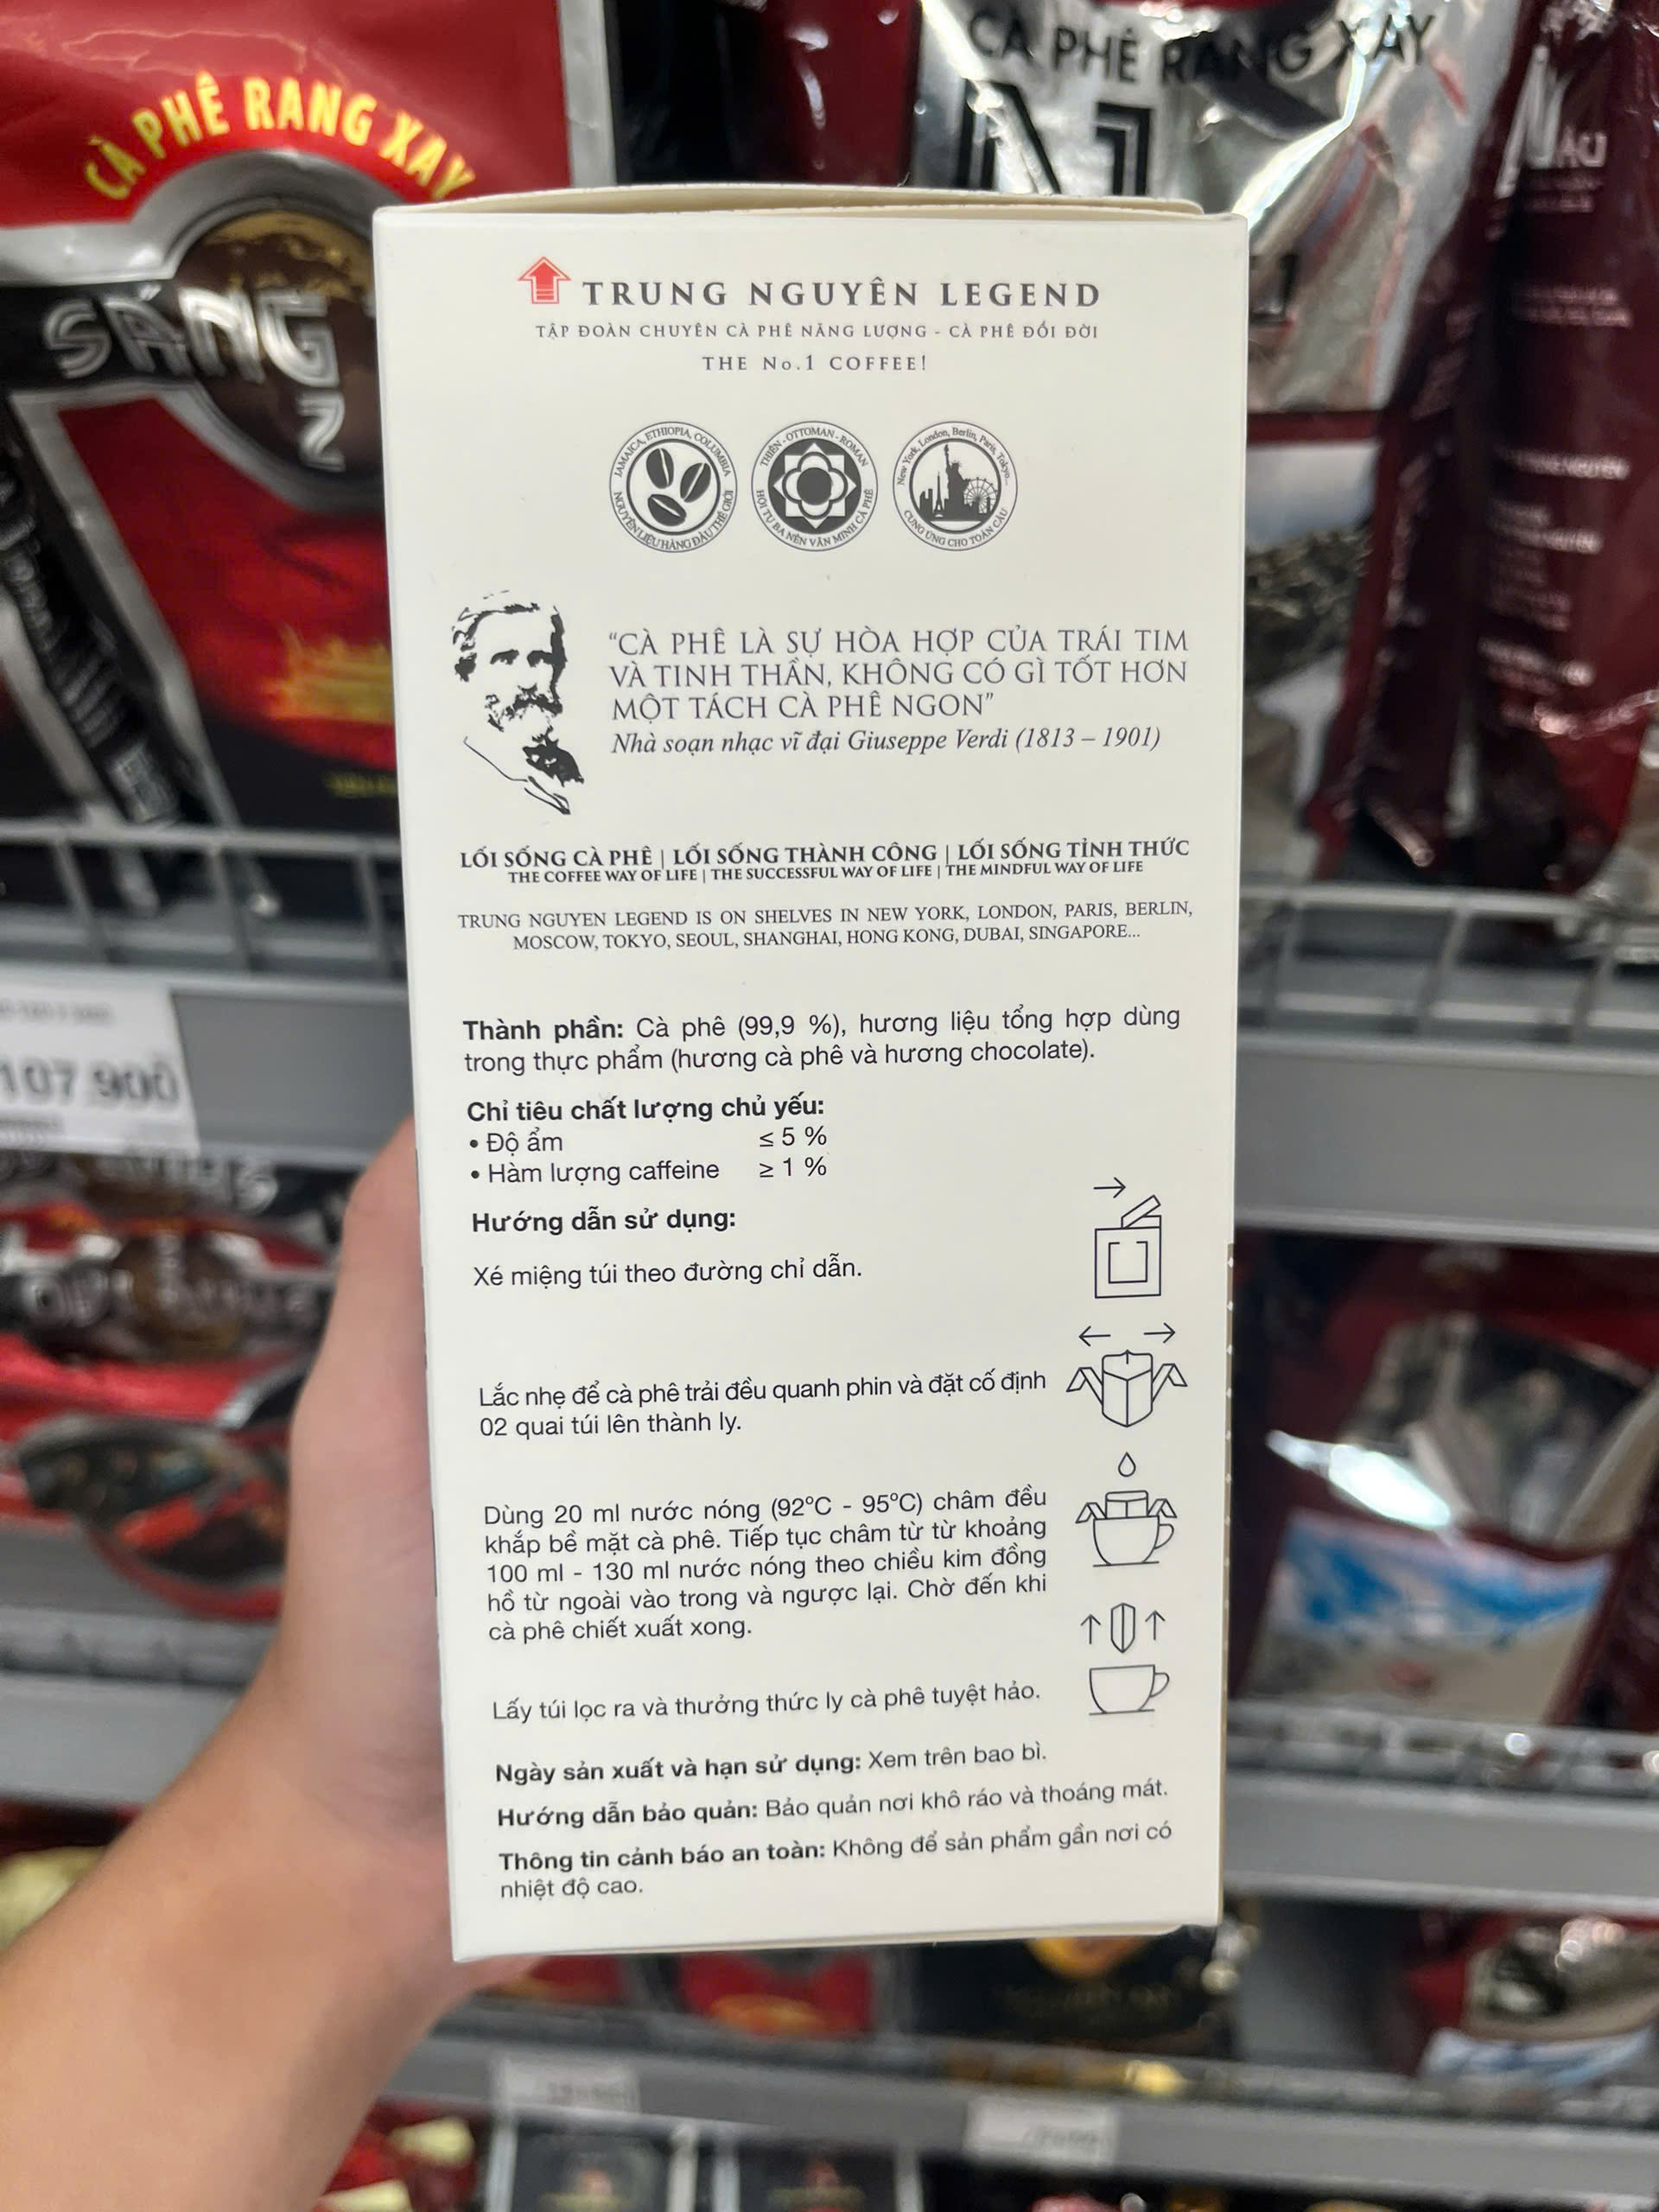 CÀ PHÊ RANG XAY
SÁNG
CÀ PHÊ RANG XAY
TRUNG NGUYÊN LEGEND
TẬP ĐOÀN CHUYÊN CÀ PHÊ NĂNG LƯỢNG - CÀ PHÊ ĐỔI ĐỜI
THE No.1 COFFEE!
JAMAICA, ETHIOPIA, COLUMBIA
NGUYÊN LIỆU HÀNG ĐẦU THẾ GIỚI
THIỀN - OTTOMAN - ROMAN
HỘI TỤ BA NỀN VĂN MINH CÀ PHÊ
New York, London, Berlin, Paris, Tokyo...
CUNG ỨNG CHO TOÀN CẦU
“CÀ PHÊ LÀ SỰ HÒA HỢP CỦA TRÁI TIM
VÀ TINH THẦN, KHÔNG CÓ GÌ TỐT HƠN
MỘT TÁCH CÀ PHÊ NGON”
Nhà soạn nhạc vĩ đại Giuseppe Verdi (1813 – 1901)
LỐI SỐNG CÀ PHÊ | LỐI SỐNG THÀNH CÔNG | LỐI SỐNG TỈNH THỨC
THE COFFEE WAY OF LIFE | THE SUCCESSFUL WAY OF LIFE | THE MINDFUL WAY OF LIFE
TRUNG NGUYEN LEGEND IS ON SHELVES IN NEW YORK, LONDON, PARIS, BERLIN,
MOSCOW, TOKYO, SEOUL, SHANGHAI, HONG KONG, DUBAI, SINGAPORE...
Thành phần: Cà phê (99,9 %), hương liệu tổng hợp dùng
trong thực phẩm (hương cà phê và hương chocolate).
Chỉ tiêu chất lượng chủ yếu:
• Độ ẩm ≤ 5 %
• Hàm lượng caffeine ≥ 1 %
Hướng dẫn sử dụng:
Xé miệng túi theo đường chỉ dẫn.
Lắc nhẹ để cà phê trải đều quanh phin và đặt cố định
02 quai túi lên thành ly.
Dùng 20 ml nước nóng (92°C - 95°C) châm đều
khắp bề mặt cà phê. Tiếp tục châm từ từ khoảng
100 ml - 130 ml nước nóng theo chiều kim đồng
hồ từ ngoài vào trong và ngược lại. Chờ đến khi
cà phê chiết xuất xong.
Lấy túi lọc ra và thưởng thức ly cà phê tuyệt hảo.
Ngày sản xuất và hạn sử dụng: Xem trên bao bì.
Hướng dẫn bảo quản: Bảo quản nơi khô ráo và thoáng mát.
Thông tin cảnh báo an toàn: Không để sản phẩm gần nơi có
nhiệt độ cao.
107.900